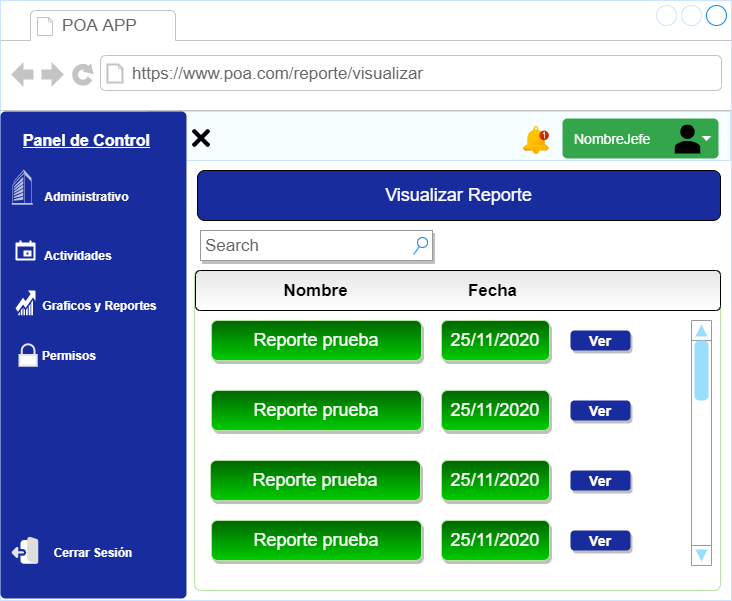 POA APP
https://www.poa.com/reporte/visualizar
Panel de Control
1
NombreJefe
Administrativo
Visualizar Reporte
Actividades
Search
Graficos y Reportes
Nombre Fecha
Permisos
Reporte prueba 25/11/2020 Ver
Reporte prueba 25/11/2020 Ver
Reporte prueba 25/11/2020 Ver
Reporte prueba 25/11/2020 Ver
Cerrar Sesión